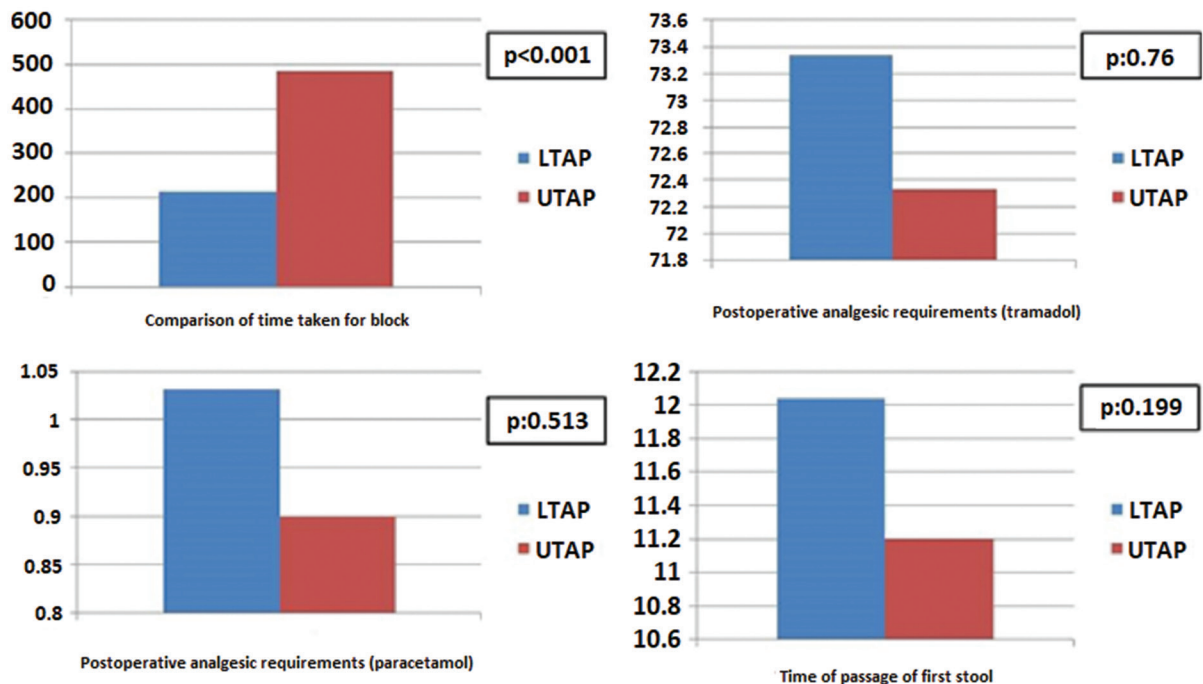 600
500
400
300
200
100
0
p<0.001
LTAP
UTAP
Comparison of time taken for block
73.6
73.4
73.2
73
72.8
72.6
72.4
72.2
72
71.8
p:0.76
LTAP
UTAP
Postoperative analgesic requirements (tramadol)
1.05
1
0.95
0.9
0.85
0.8
p:0.513
LTAP
UTAP
Postoperative analgesic requirements (paracetamol)
12.2
12
11.8
11.6
11.4
11.2
11
10.8
10.6
p:0.199
LTAP
UTAP
Time of passage of first stool